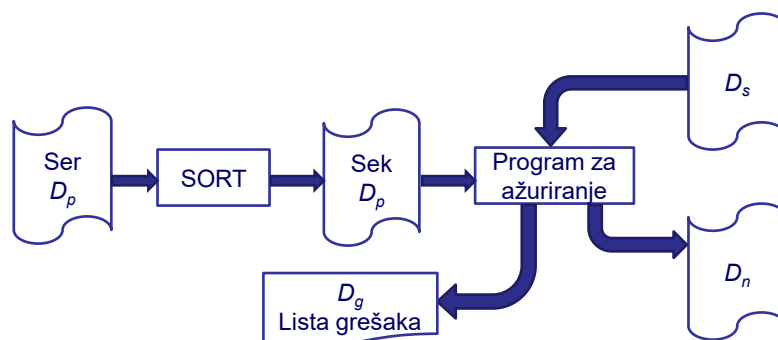 Ser
Dp
SORT
Sek
Dp
Program za
ažuriranje
Ds
Dn
Dg
Lista grešaka